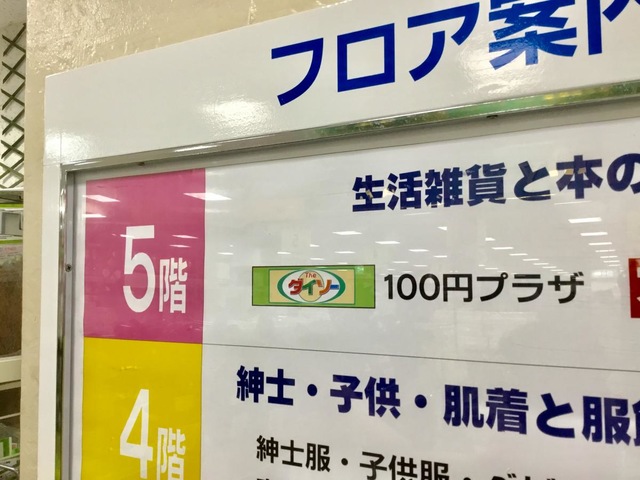 フロア案内
生活雑貨と本の
5階
The ダイソー 100円プラザ
紳士・子供・肌着と服飾
4階
紳士服・子供服・